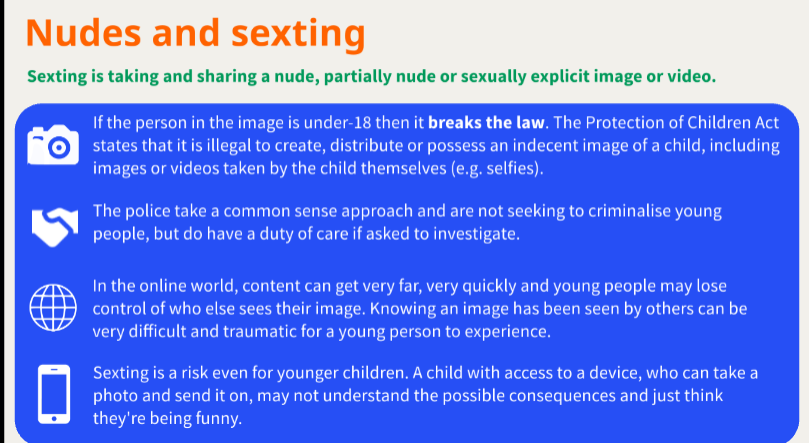 Nudes and sexting
Sexting is taking and sharing a nude, partially nude or sexually explicit image or video.
If the person in the image is under-18 then it breaks the law. The Protection of Children Act
states that it is illegal to create, distribute or possess an indecent image of a child, including
images or videos taken by the child themselves (e.g. selfies).
The police take a common sense approach and are not seeking to criminalise young
people, but do have a duty of care if asked to investigate.
In the online world, content can get very far, very quickly and young people may lose
control of who else sees their image. Knowing an image has been seen by others can be
very difficult and traumatic for a young person to experience.
Sexting is a risk even for younger children. A child with access to a device, who can take a
photo and send it on, may not understand the possible consequences and just think
they're being funny.